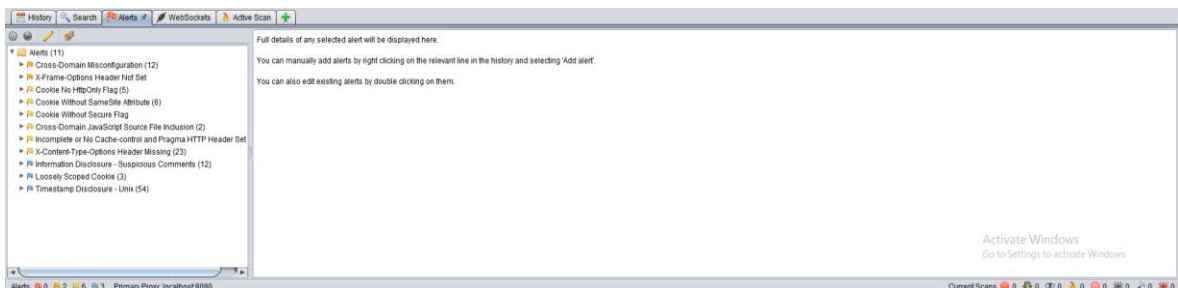 History Search Alerts WebSockets Active Scan
Full details of any selected alert will be displayed here.
You can manually add alerts by right clicking on the relevant line in the history and selecting 'Add alert'.
You can also edit existing alerts by double clicking on them.
Alerts (11)
Cross-Domain Misconfiguration (12)
X-Frame-Options Header Not Set
Cookie No HttpOnly Flag (5)
Cookie Without SameSite Attribute (6)
Cookie Without Secure Flag
Cross-Domain JavaScript Source File Inclusion (2)
Incomplete or No Cache-control and Pragma HTTP Header Set
X-Content-Type-Options Header Missing (23)
Information Disclosure - Suspicious Comments (12)
Loosely Scoped Cookie (3)
Timestamp Disclosure - Unix (54)
Activate Windows
Go to Settings to activate Windows.
Alerts 0 2 6 3 Primary Proxy: localhost:8080
Current Scans 0 0 0 0 0 0 0 0